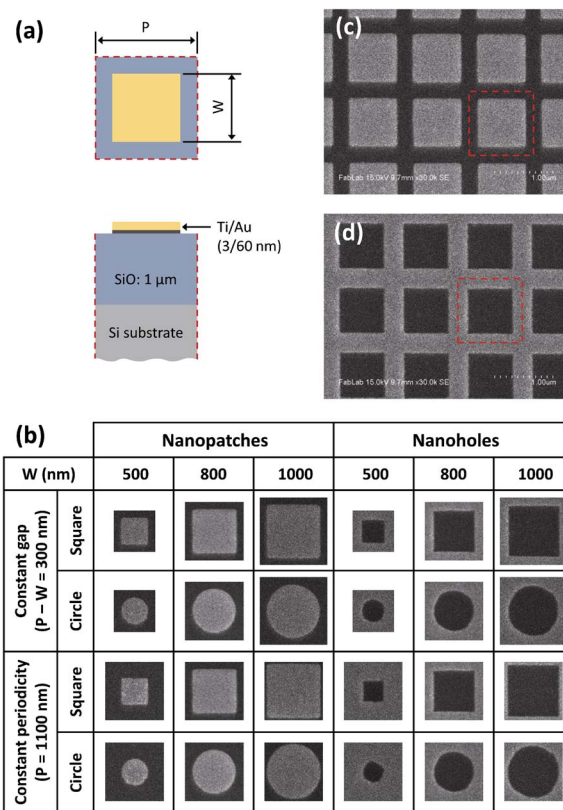 (a)
P
W
Ti/Au
(3/60 nm)
SiO: 1 μm
Si substrate
(c)
FabLab 15.0kV 9.7mm x30.0k SE
1.00um
(d)
FabLab 15.0kV 9.7mm x30.0k SE
1.00um
(b)
Nanopatches Nanoholes
W (nm) 500 800 1000 500 800 1000
Constant gap
(P – W = 300 nm)
Square
Circle
Constant periodicity
(P = 1100 nm)
Square
Circle